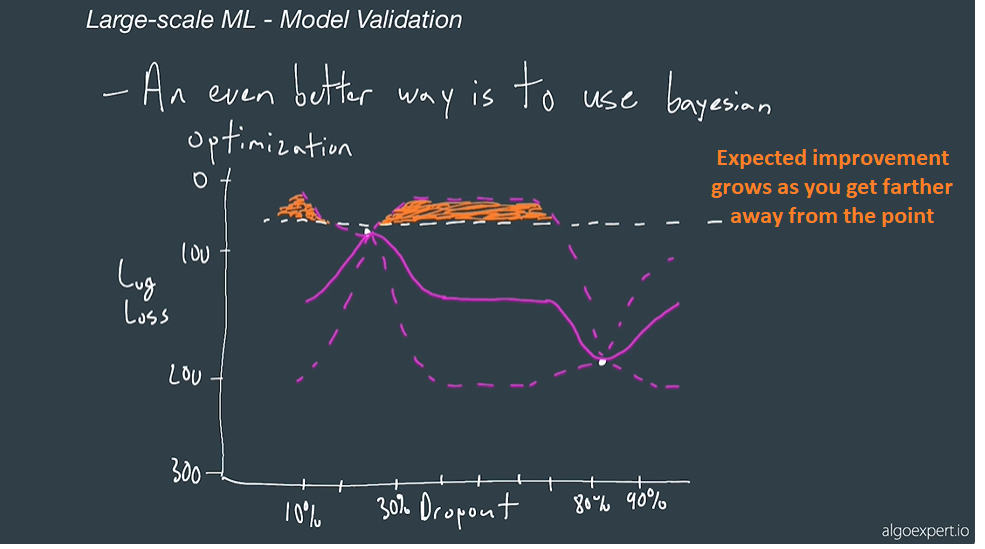 Large-scale ML - Model Validation
- An even better way is to use bayesian
optimization
Expected improvement
grows as you get farther
away from the point
0
100
Log
Loss
200
300
10% 30% Dropout 80% 90%
algoexpert.io